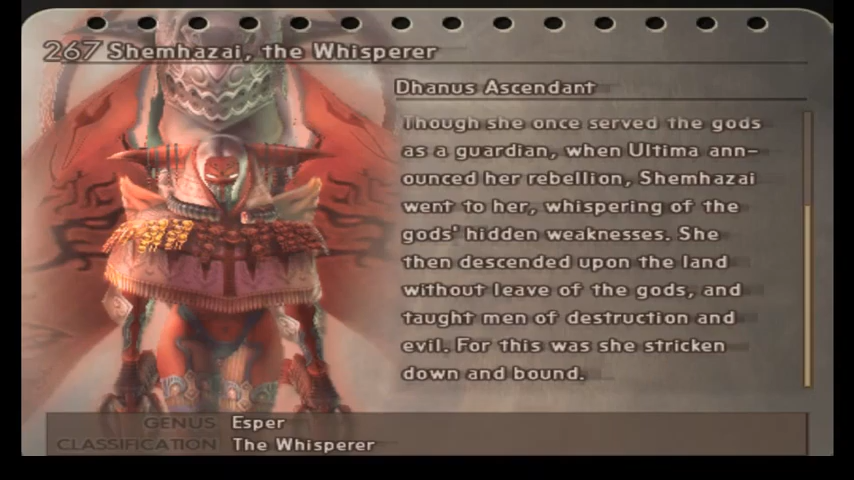 267 Shemhazai, the Whisperer
Dhanus Ascendant
Though she once served the gods
as a guardian, when Ultima ann-
ounced her rebellion, Shemhazai
went to her, whispering of the
gods' hidden weaknesses. She
then descended upon the land
without leave of the gods, and
taught men of destruction and
evil. For this was she stricken
down and bound.
GENUS Esper
CLASSIFICATION The Whisperer